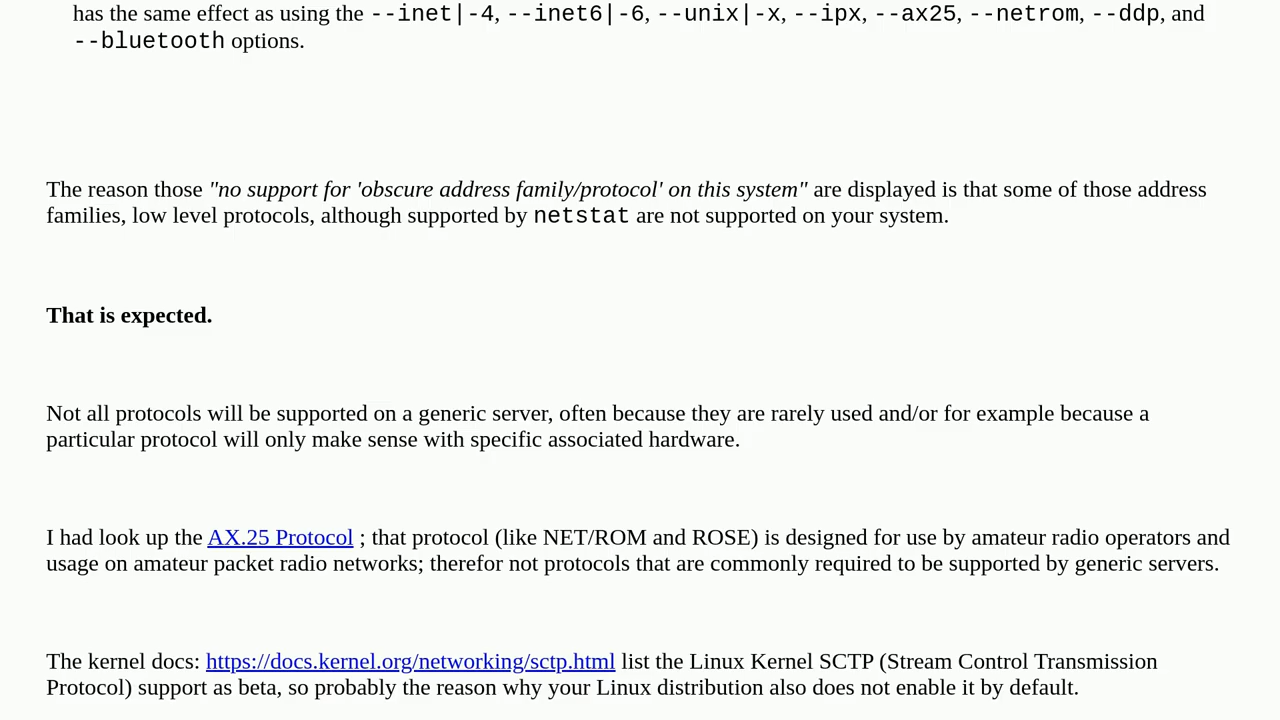 has the same effect as using the --inet|-4, --inet6|-6, --unix|-x, --ipx, --ax25, --netrom, --ddp, and
--bluetooth options.
The reason those "no support for 'obscure address family/protocol' on this system" are displayed is that some of those address
families, low level protocols, although supported by netstat are not supported on your system.
That is expected.
Not all protocols will be supported on a generic server, often because they are rarely used and/or for example because a
particular protocol will only make sense with specific associated hardware.
I had look up the AX.25 Protocol ; that protocol (like NET/ROM and ROSE) is designed for use by amateur radio operators and
usage on amateur packet radio networks; therefor not protocols that are commonly required to be supported by generic servers.
The kernel docs: https://docs.kernel.org/networking/sctp.html list the Linux Kernel SCTP (Stream Control Transmission
Protocol) support as beta, so probably the reason why your Linux distribution also does not enable it by default.